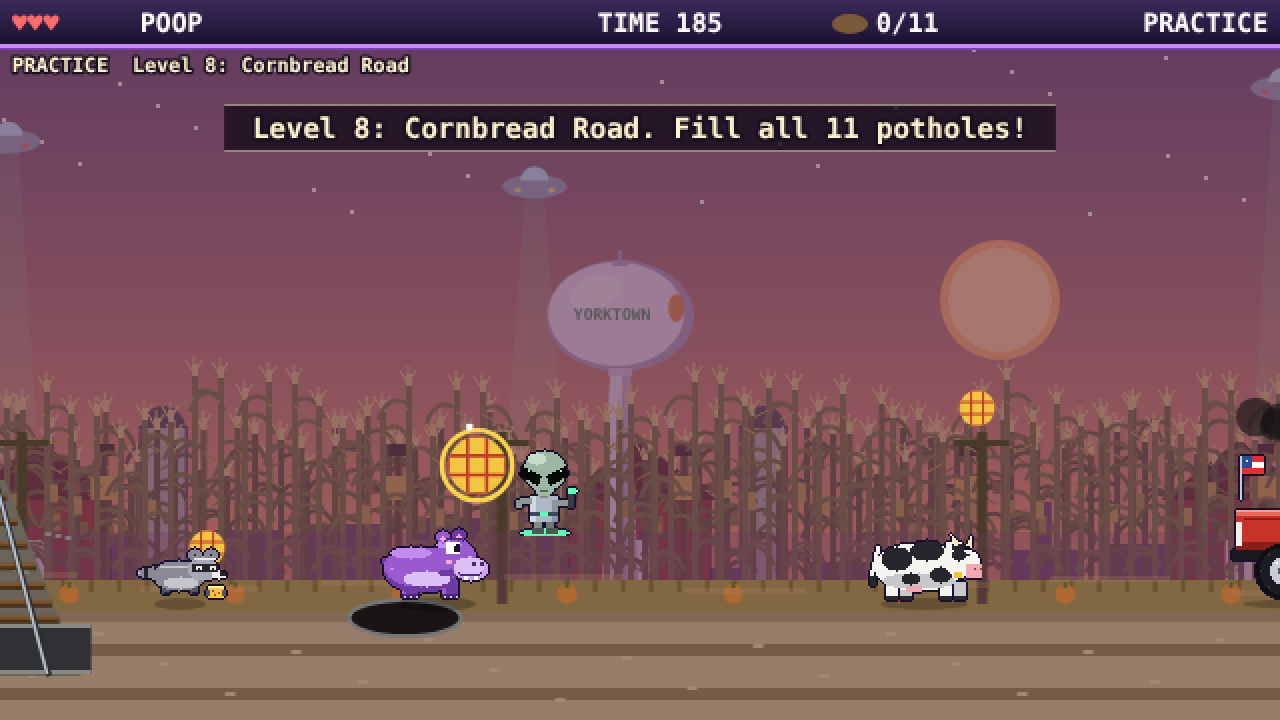 ♥♥♥ POOP TIME 185 0/11 PRACTICE
PRACTICE Level 8: Cornbread Road
Level 8: Cornbread Road. Fill all 11 potholes!
YORKTOWN